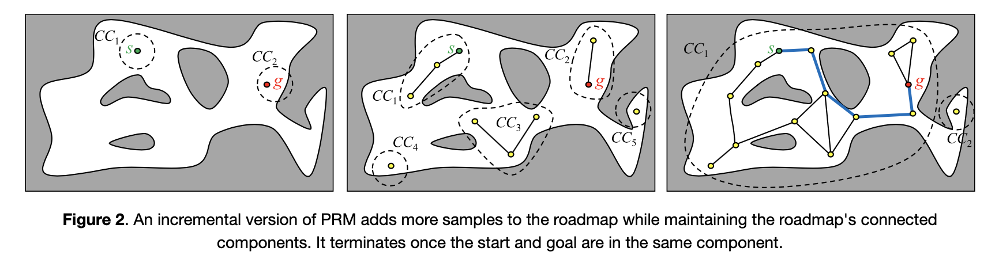 CC1
s
CC2
g
s
CC2
g
CC1
CC3
CC5
CC4
CC1
s
g
CC2
Figure 2. An incremental version of PRM adds more samples to the roadmap while maintaining the roadmap's connected
components. It terminates once the start and goal are in the same component.